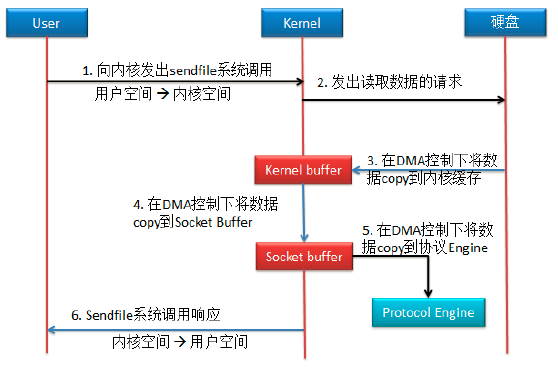 User
Kernel
硬盘
1. 向内核发出sendfile系统调用
用户空间 → 内核空间
2. 发出读取数据的请求
Kernel buffer
3. 在DMA控制下将数
据copy到内核缓存
4. 在DMA控制下将数据
copy到Socket Buffer
5. 在DMA控制下将数
据copy到协议Engine
Socket buffer
Protocol Engine
6. Sendfile系统调用响应
内核空间 → 用户空间